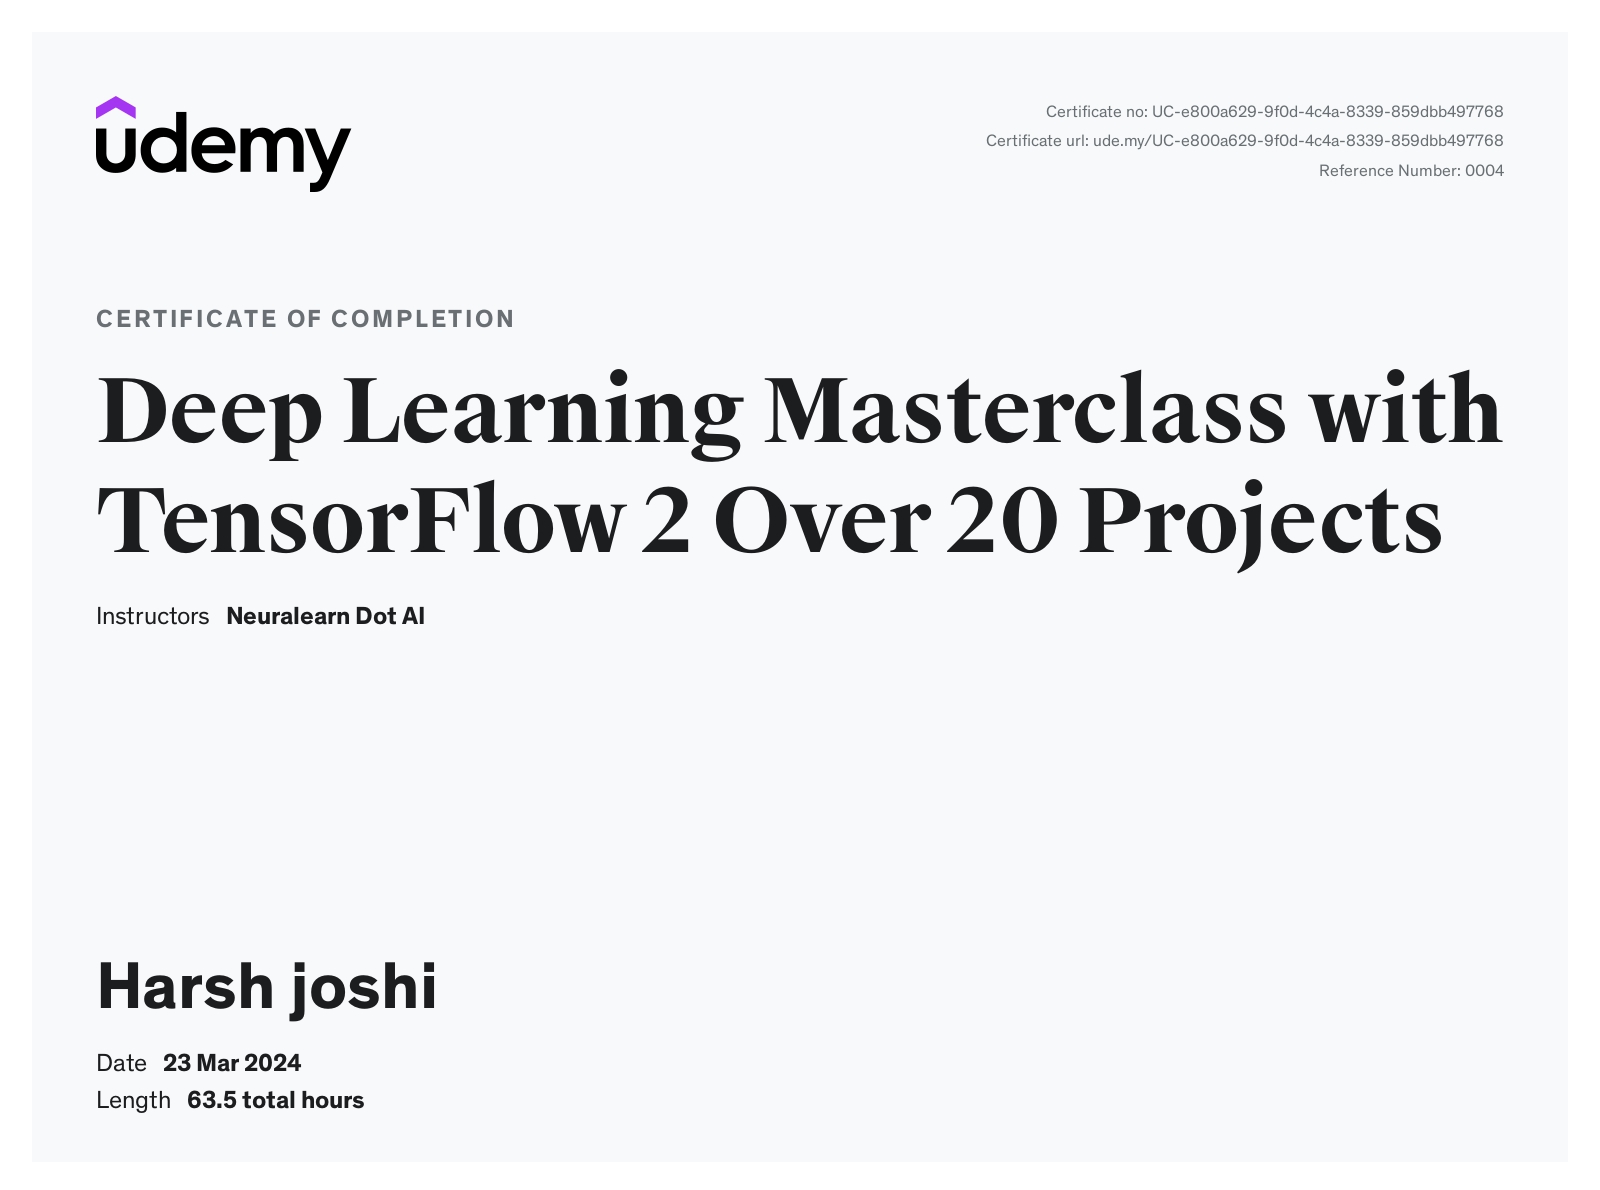 udemy
Certificate no: UC-e800a629-9f0d-4c4a-8339-859dbb497768
Certificate url: ude.my/UC-e800a629-9f0d-4c4a-8339-859dbb497768
Reference Number: 0004
CERTIFICATE OF COMPLETION
Deep Learning Masterclass with
TensorFlow 2 Over 20 Projects
Instructors Neuralearn Dot AI
Harsh joshi
Date 23 Mar 2024
Length 63.5 total hours